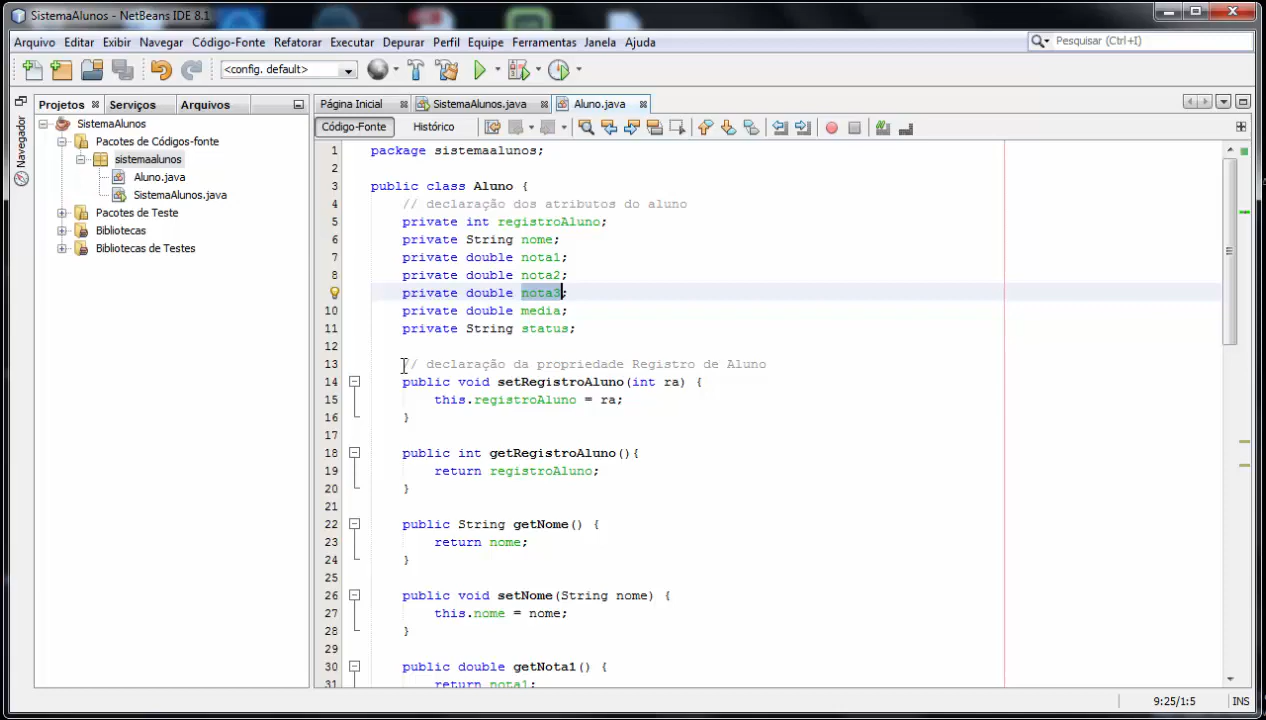 SistemaAlunos - NetBeans IDE 8.1
Arquivo Editar Exibir Navegar Código-Fonte Refatorar Executar Depurar Perfil Equipe Ferramentas Janela Ajuda
Pesquisar (Ctrl+I)
<config. default>
Projetos Serviços Arquivos
Navegador
SistemaAlunos
Pacotes de Códigos-fonte
sistemaalunos
Aluno.java
SistemaAlunos.java
Pacotes de Teste
Bibliotecas
Bibliotecas de Testes
Página Inicial SistemaAlunos.java Aluno.java
Código-Fonte Histórico
1 package sistemaalunos;
2
3 public class Aluno {
4 // declaração dos atributos do aluno
5 private int registroAluno;
6 private String nome;
7 private double nota1;
8 private double nota2;
private double nota3;
10 private double media;
11 private String status;
12
13 // declaração da propriedade Registro de Aluno
14 public void setRegistroAluno(int ra) {
15 this.registroAluno = ra;
16 }
17
18 public int getRegistroAluno(){
19 return registroAluno;
20 }
21
22 public String getNome() {
23 return nome;
24 }
25
26 public void setNome(String nome) {
27 this.nome = nome;
28 }
29
30 public double getNota1() {
31 return nota1;
9:25/1:5 INS